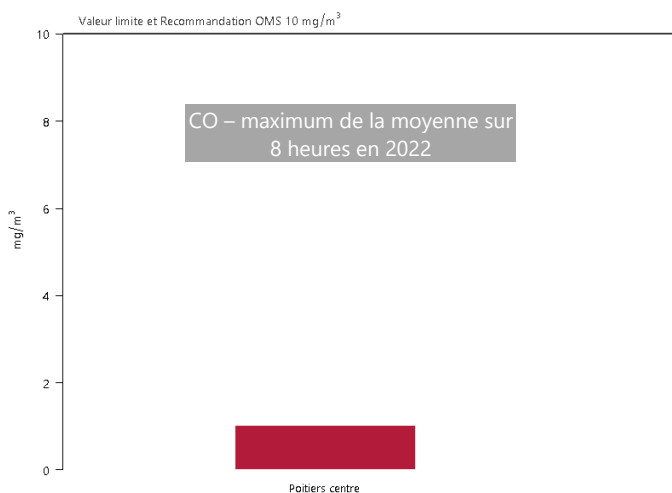 Valeur limite et Recommandation OMS 10 mg/m³
10
CO – maximum de la moyenne sur
8 heures en 2022
8
6
mg/m³
4
2
0
Poitiers centre